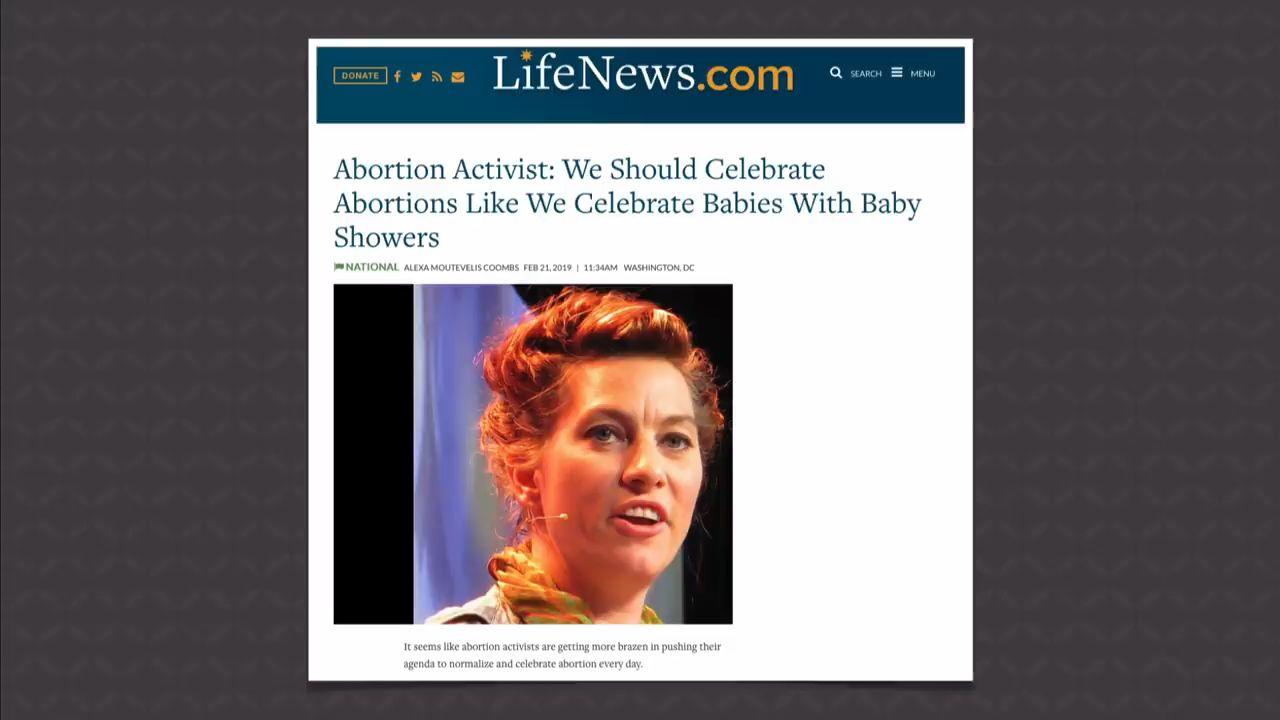 DONATE
LifeNews.com
SEARCH
MENU
Abortion Activist: We Should Celebrate
Abortions Like We Celebrate Babies With Baby
Showers
NATIONAL ALEXA MOUTEVELIS COOMBS FEB 21, 2019 | 11:34AM WASHINGTON, DC
It seems like abortion activists are getting more brazen in pushing their
agenda to normalize and celebrate abortion every day.